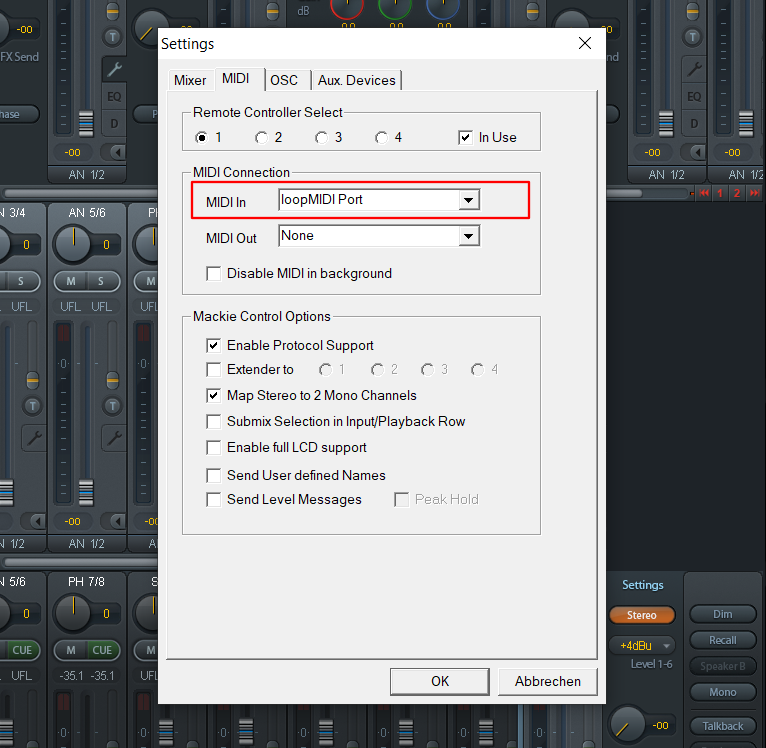 dB
-00
Settings
T
T
FX Send
EQ
EQ
hase
D
D
-00
-00
-00
AN 1/2
AN 1/2
AN 1/2
Mixer MIDI OSC Aux. Devices
Remote Controller Select
1 2 3 4 In Use
MIDI Connection
MIDI In loopMIDI Port
1 2
N 3/4 AN 5/6
MIDI Out None
0 0
Disable MIDI in background
S M S M
UFL UFL UFL UFL
Mackie Control Options
Enable Protocol Support
Extender to 1 2 3 4
Map Stereo to 2 Mono Channels
T T
Submix Selection in Input/Playback Row
Enable full LCD support
Send User defined Names
Send Level Messages Peak Hold
-00
N 1/2 AN 1/2
N 5/6 PH 7/8
Settings
0 0
Stereo Dim
+4dBu Recall
CUE M CUE M
Level 1-6 Speaker B
UFL -35.1 -35.1 UFL
OK Abbrechen
Mono
-00 Talkback